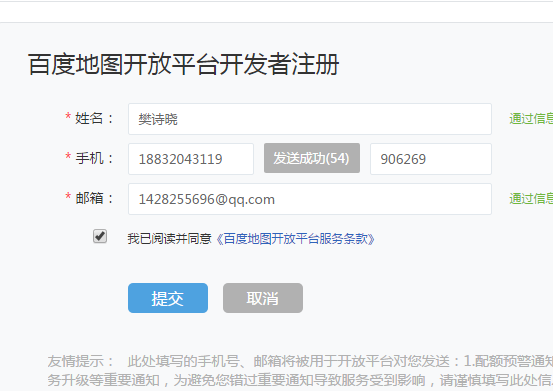 百度地图开放平台开发者注册
* 姓名： 樊诗晓 通过信息
* 手机： 18832043119 发送成功(54) 906269
* 邮箱： 1428255696@qq.com 通过信息
我已阅读并同意《百度地图开放平台服务条款》
提交 取消
友情提示： 此处填写的手机号、邮箱将被用于开放平台对您发送：1.配额预警通知
务升级等重要通知，为避免您错过重要通知导致服务受到影响，请谨慎填写此处信